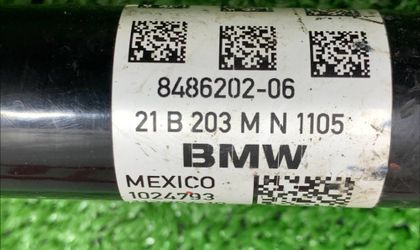 8486202-06
21 B 203 M N 1105
BMW
MEXICO
1024793